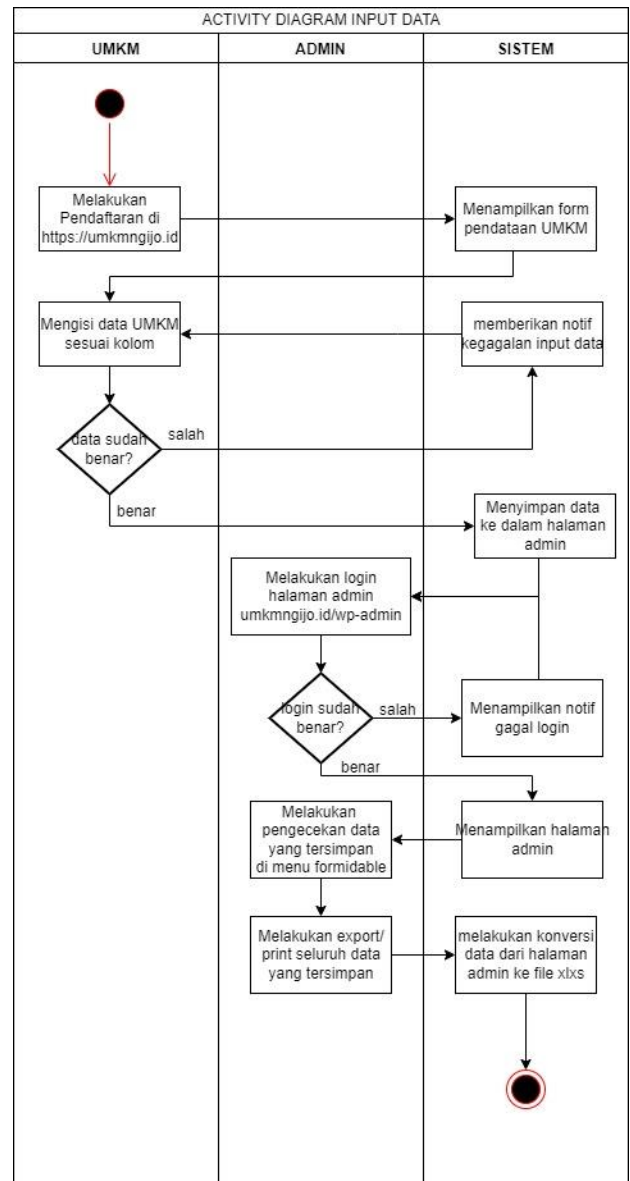 ACTIVITY DIAGRAM INPUT DATA
UMKM
ADMIN
SISTEM
Melakukan
Pendaftaran di
https://umkmngijo.id
Menampilkan form
pendataan UMKM
Mengisi data UMKM
sesuai kolom
memberikan notif
kegagalan input data
data sudah
benar?
salah
benar
Menyimpan data
ke dalam halaman
admin
Melakukan login
halaman admin
umkmngijo.id/wp-admin
login sudah
benar?
salah
Menampilkan notif
gagal login
benar
Menampilkan halaman
admin
Melakukan
pengecekan data
yang tersimpan
di menu formidable
Melakukan export/
print seluruh data
yang tersimpan
melakukan konversi
data dari halaman
admin ke file xlxs